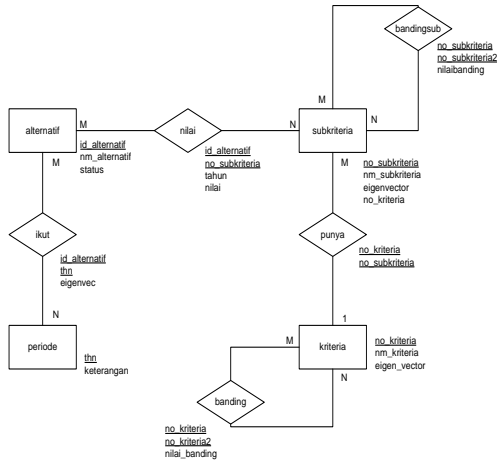 bandingsub
no_subkriteria
no_subkriteria2
nilaibanding
M
N
alternatif
M
nilai
N
subkriteria
id_alternatif
nm_alternatif
status
id_alternatif
no_subkriteria
tahun
nilai
M
M
no_subkriteria
nm_subkriteria
eigenvector
no_kriteria
ikut
id_alternatif
thn
eigenvec
punya
no_kriteria
no_subkriteria
N
1
periode
thn
keterangan
M
kriteria
no_kriteria
nm_kriteria
eigen_vector
N
banding
no_kriteria
no_kriteria2
nilai_banding